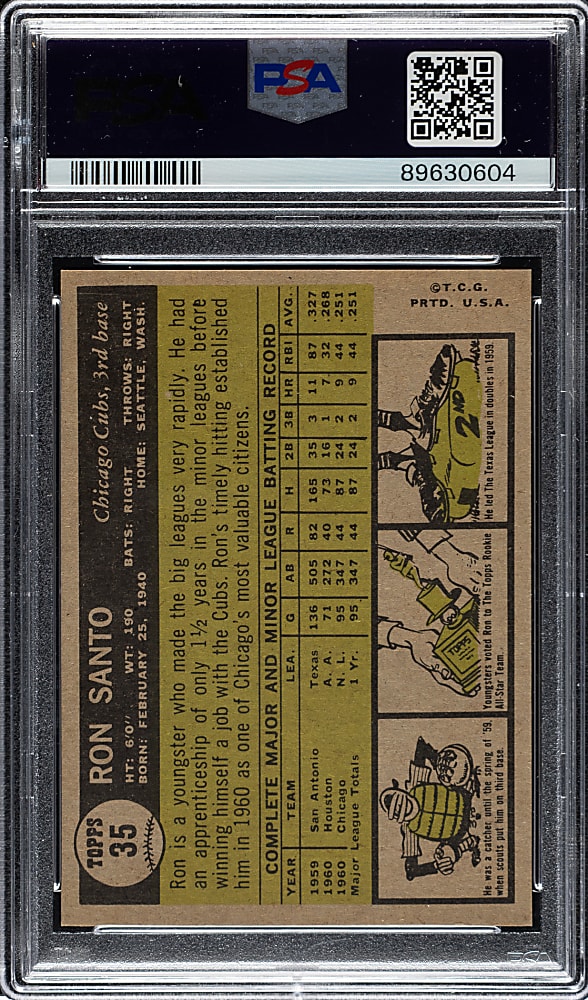 PSA
89630604
TOPPS
35
RON SANTO
Chicago Cubs, 3rd base
HT: 6'0" WT: 190 BATS: RIGHT THROWS: RIGHT
BORN: FEBRUARY 25, 1940 HOME: SEATTLE, WASH.
Ron is a youngster who made the big leagues very rapidly. He had
an apprenticeship of only 1½ years in the minor leagues before
winning himself a job with the Cubs. Ron's timely hitting established
him in 1960 as one of Chicago's most valuable citizens.
COMPLETE MAJOR AND MINOR LEAGUE BATTING RECORD
YEAR TEAM LEA. G AB R H 2B 3B HR RBI AVG.
1959 San Antonio Texas 136 505 82 165 35 3 11 87 .327
1960 Houston A. A. 71 272 40 73 16 1 7 32 .268
1960 Chicago N. L. 95 347 44 87 24 2 9 44 .251
Major League Totals 1 Yr. 95 347 44 87 24 2 9 44 .251
He was a catcher until the spring of '59,
when scouts put him on third base.
TOPPS
Youngsters voted Ron to The Topps Rookie
All-Star Team.
2ND
He led The Texas League in doubles in 1959.
©T.C.G.
PRTD. U.S.A.